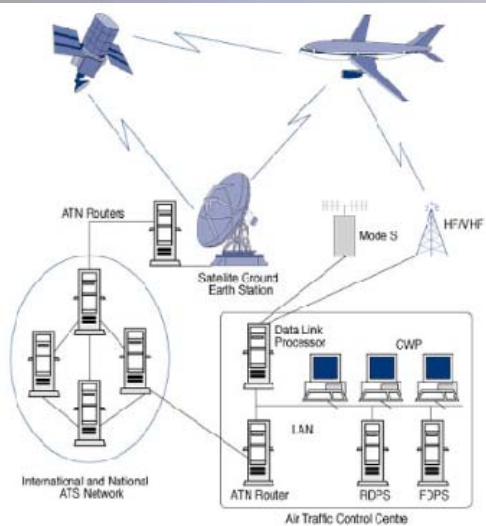 ATN Routers
Satellite Ground
Earth Station
Mode S
HF/VHF
Data Link
Processor
CWP
LAN
ATN Router
RDPS
FDPS
International and National
ATS Network
Air Traffic Control Centre